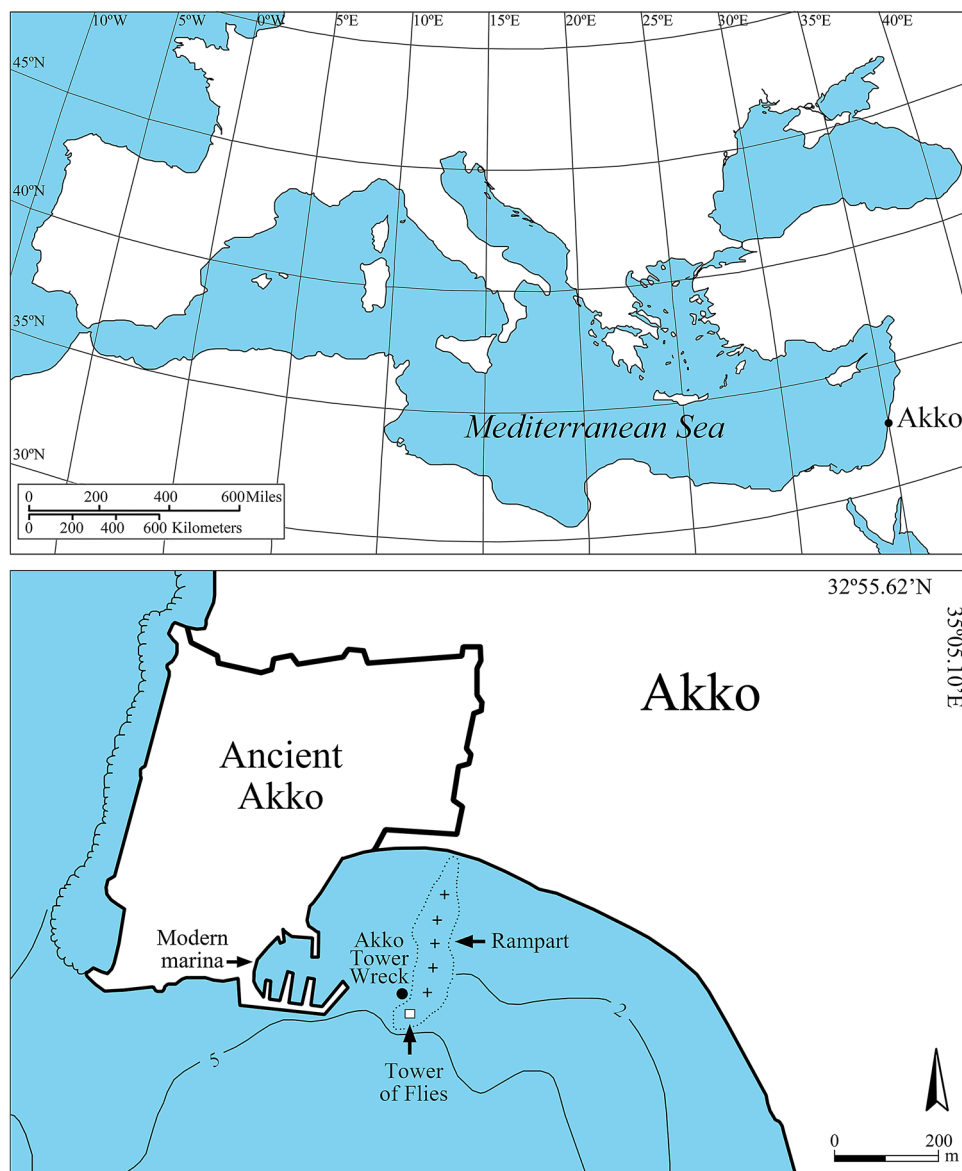 10ºW
5ºW
0ºW
5ºE
10ºE
15ºE
20ºE
25ºE
30ºE
35ºE
40ºE
45ºN
40ºN
35ºN
30ºN
Mediterranean Sea
Akko
0 200 400 600 Miles
0 200 400 600 Kilometers
32º55.62’N
35º05.10’E
Akko
Ancient
Akko
Modern
marina
Akko
Tower
Wreck
Rampart
2
5
Tower
of Flies
0 200
m